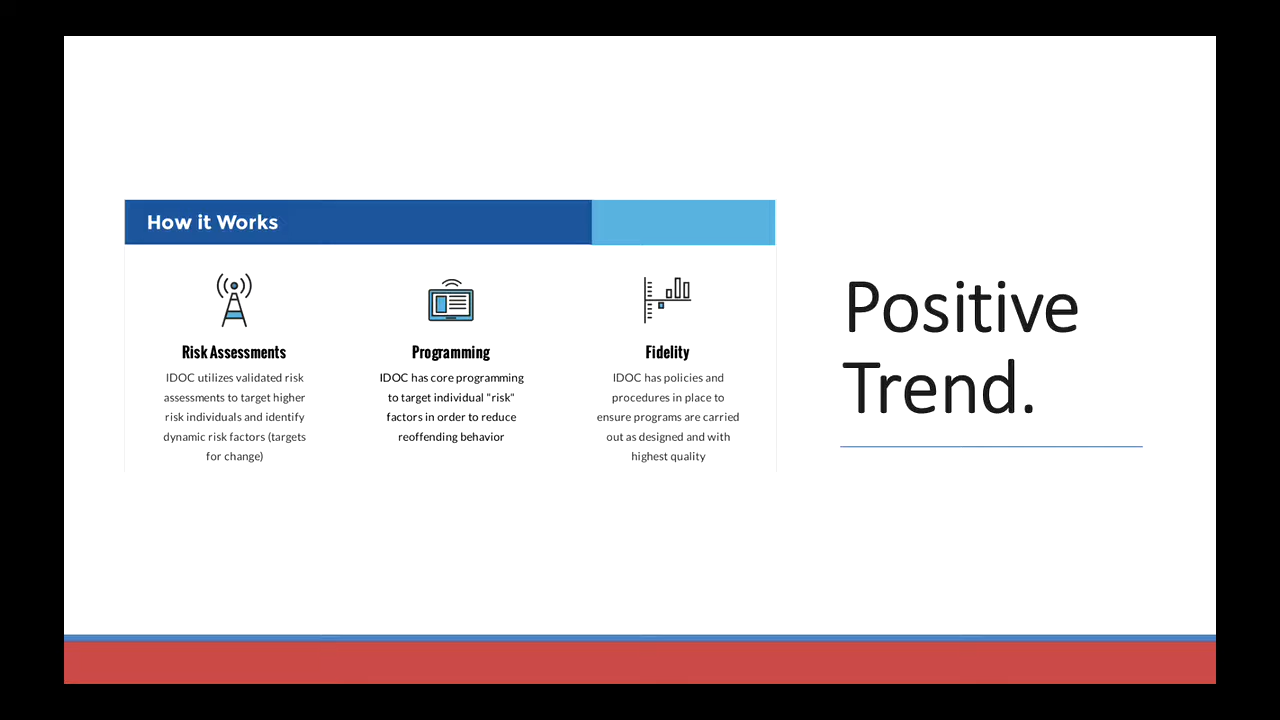 How it Works
Risk Assessments
IDOC utilizes validated risk
assessments to target higher
risk individuals and identify
dynamic risk factors (targets
for change)
Programming
IDOC has core programming
to target individual "risk"
factors in order to reduce
reoffending behavior
Fidelity
IDOC has policies and
procedures in place to
ensure programs are carried
out as designed and with
highest quality
Positive
Trend.